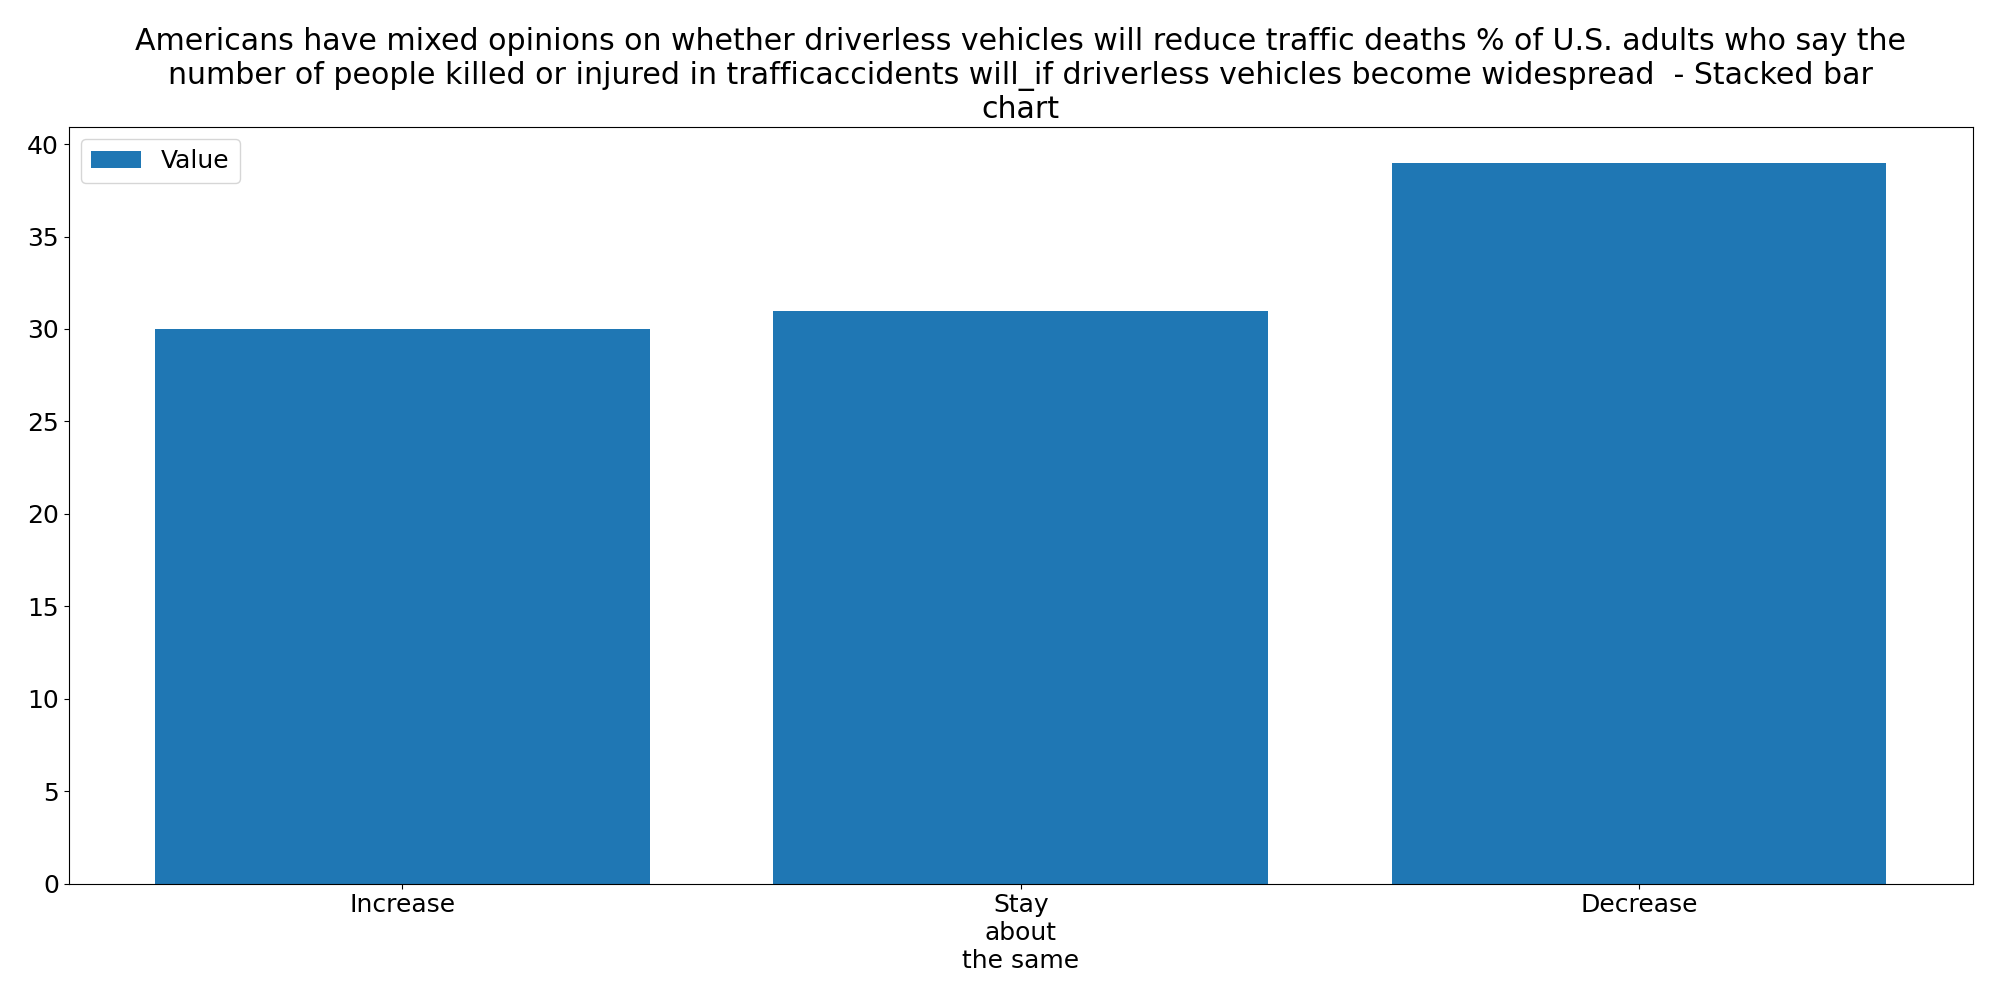 Americans have mixed opinions on whether driverless vehicles will reduce traffic deaths % of U.S. adults who say the
number of people killed or injured in trafficaccidents will_if driverless vehicles become widespread  - Stacked bar
chart
40
Value
35
30
25
20
15
10
5
0
Increase
Stay
about
the same
Decrease